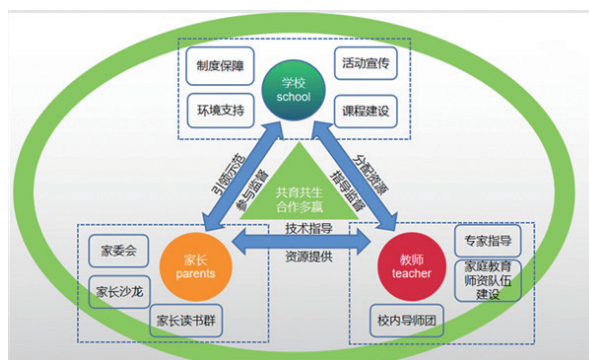 制度保障
活动宣传
学校
school
环境支持
课程建设
引领示范
参与监督
分配资源
指导监督
共育共生
合作多赢
家委会
家长
parents
技术指导
资源提供
教师
teacher
专家指导
家长沙龙
家庭教育
师资队伍
建设
家长读书群
校内导师团